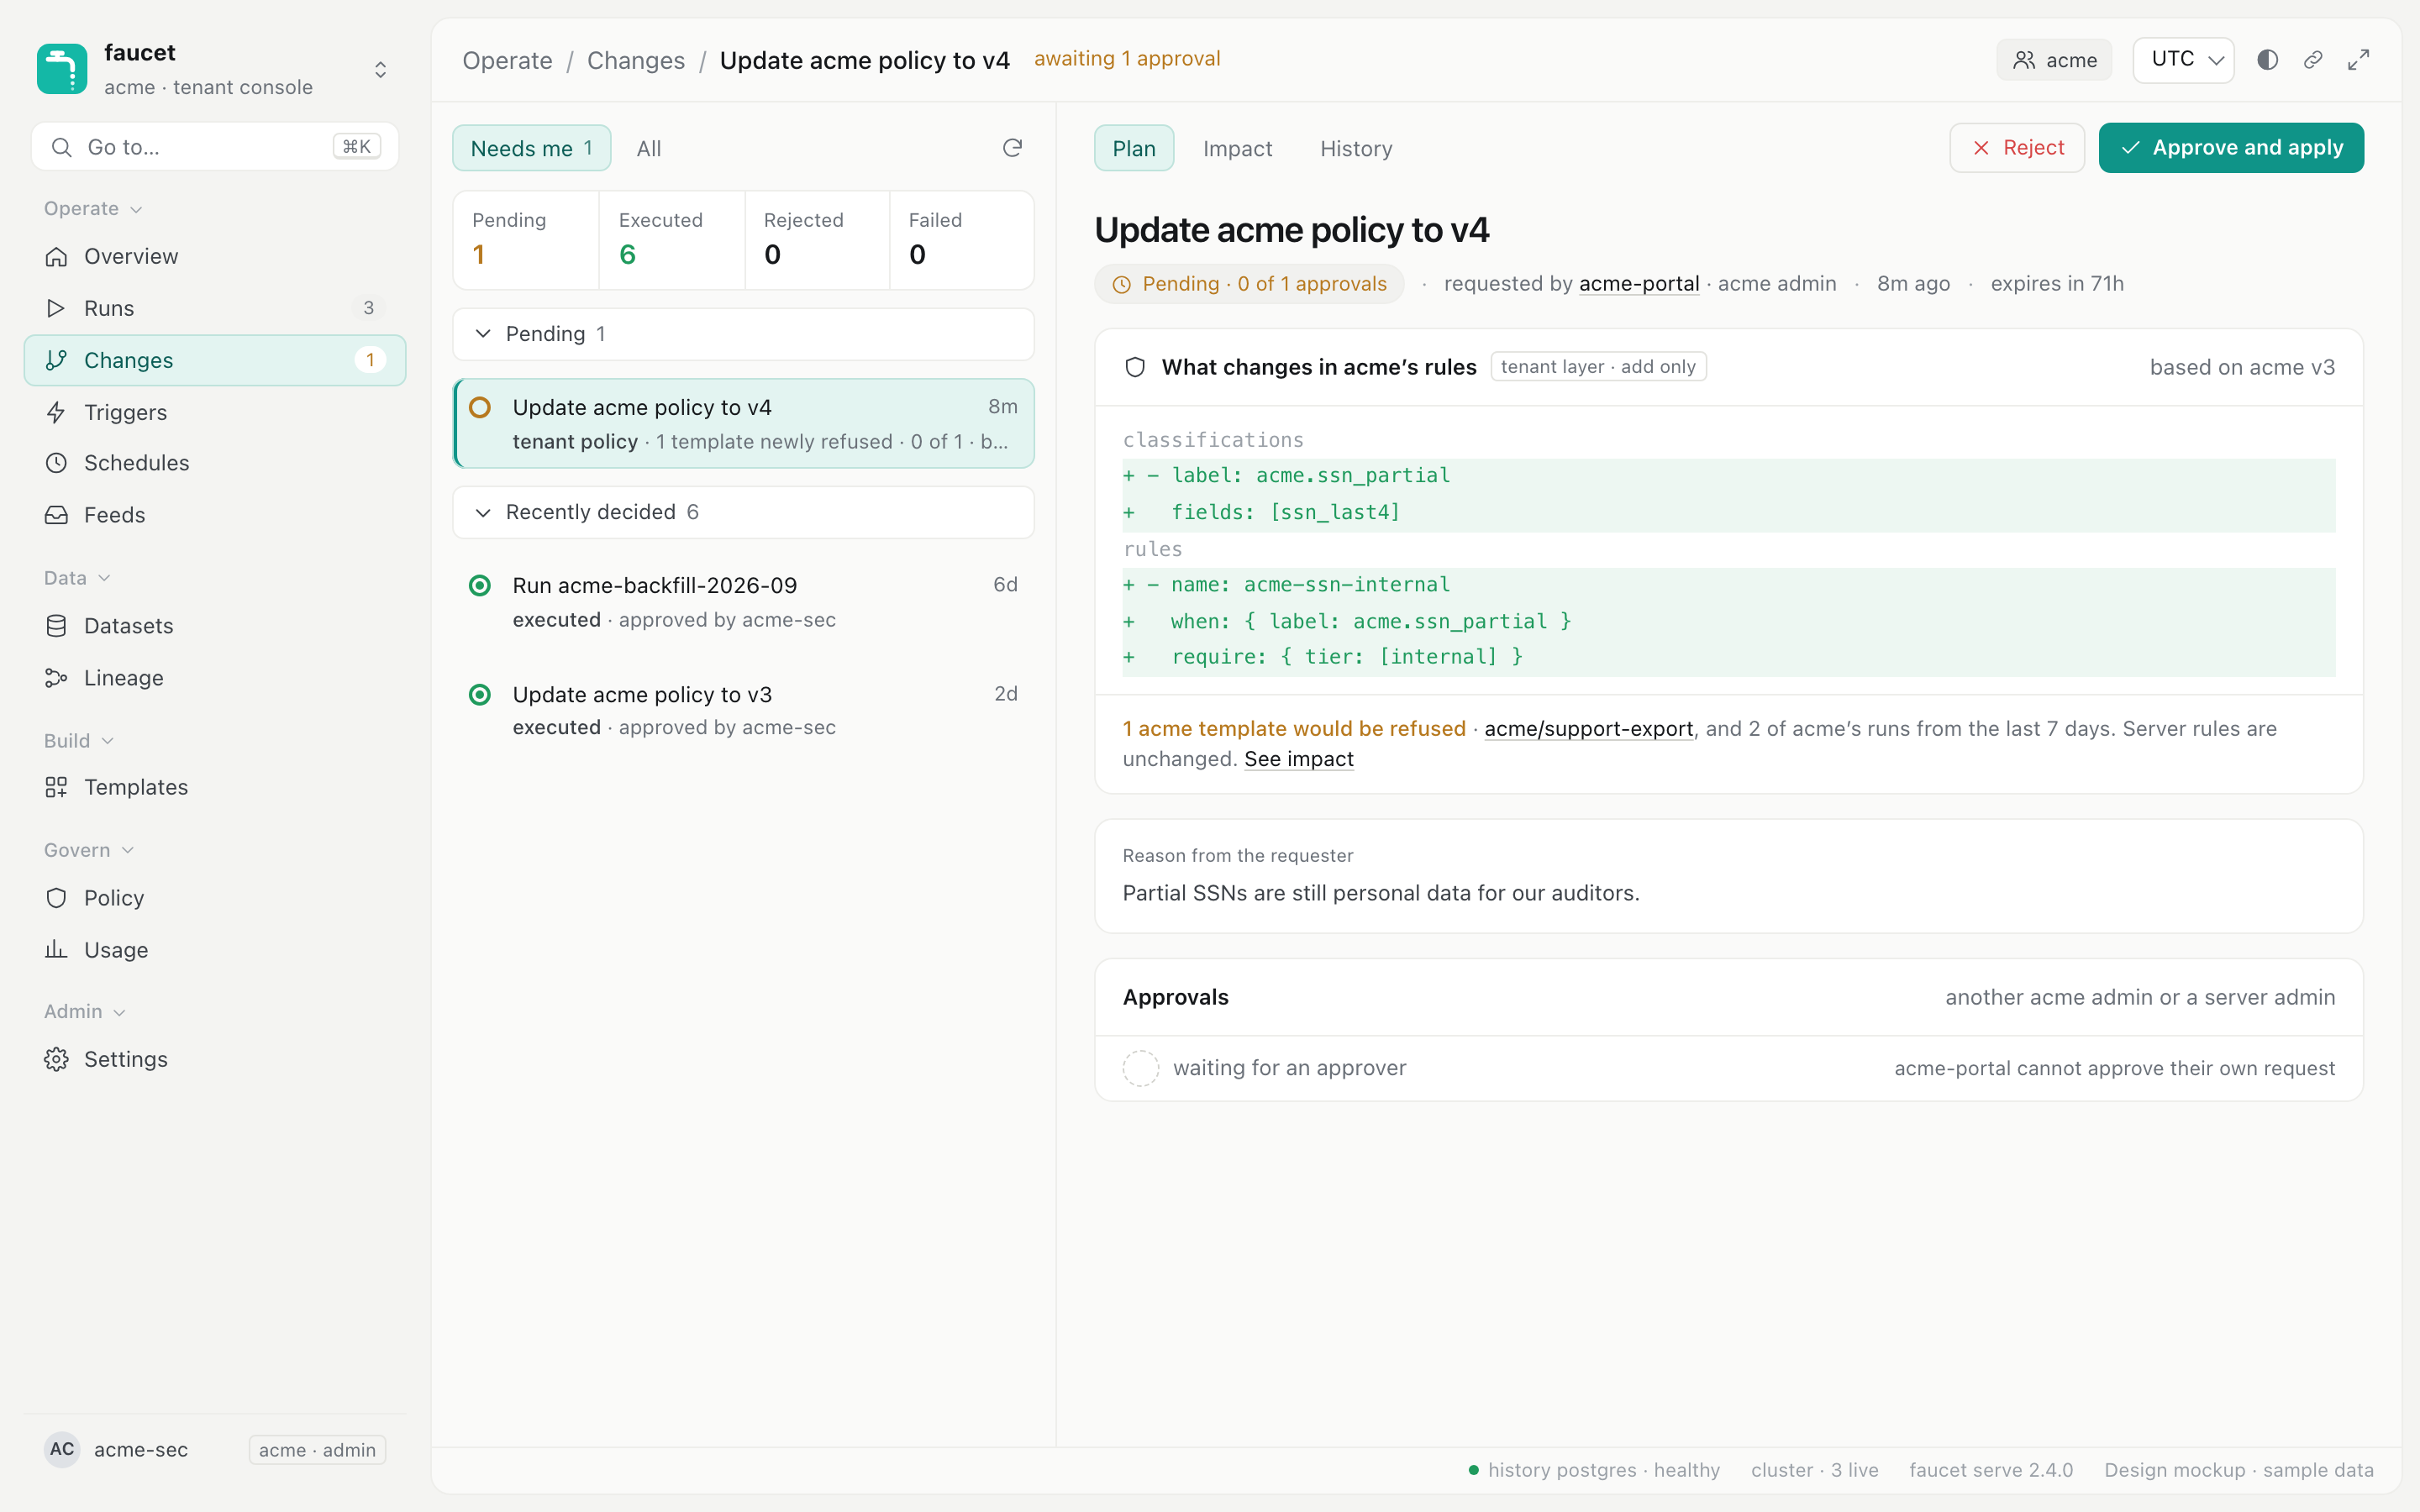 faucet
acme · tenant console
Go to...
⌘K
Operate
Overview
Runs 3
Changes 1
Triggers
Schedules
Feeds
Data
Datasets
Lineage
Build
Templates
Govern
Policy
Usage
Admin
Settings
AC acme-sec acme · admin
Operate / Changes / Update acme policy to v4 awaiting 1 approval
acme
UTC
Needs me 1 All
Pending Executed Rejected Failed
1 6 0 0
Pending 1
Update acme policy to v4 8m
tenant policy · 1 template newly refused · 0 of 1 · b...
Recently decided 6
Run acme-backfill-2026-09 6d
executed · approved by acme-sec
Update acme policy to v3 2d
executed · approved by acme-sec
Plan Impact History
Reject
Approve and apply
Update acme policy to v4
Pending · 0 of 1 approvals · requested by acme-portal · acme admin · 8m ago · expires in 71h
What changes in acme’s rules tenant layer · add only based on acme v3
classifications
+ - label: acme.ssn_partial
+   fields: [ssn_last4]
rules
+ - name: acme-ssn-internal
+   when: { label: acme.ssn_partial }
+   require: { tier: [internal] }
1 acme template would be refused · acme/support-export, and 2 of acme’s runs from the last 7 days. Server rules are
unchanged. See impact
Reason from the requester
Partial SSNs are still personal data for our auditors.
Approvals another acme admin or a server admin
waiting for an approver acme-portal cannot approve their own request
history postgres · healthy cluster · 3 live faucet serve 2.4.0 Design mockup · sample data